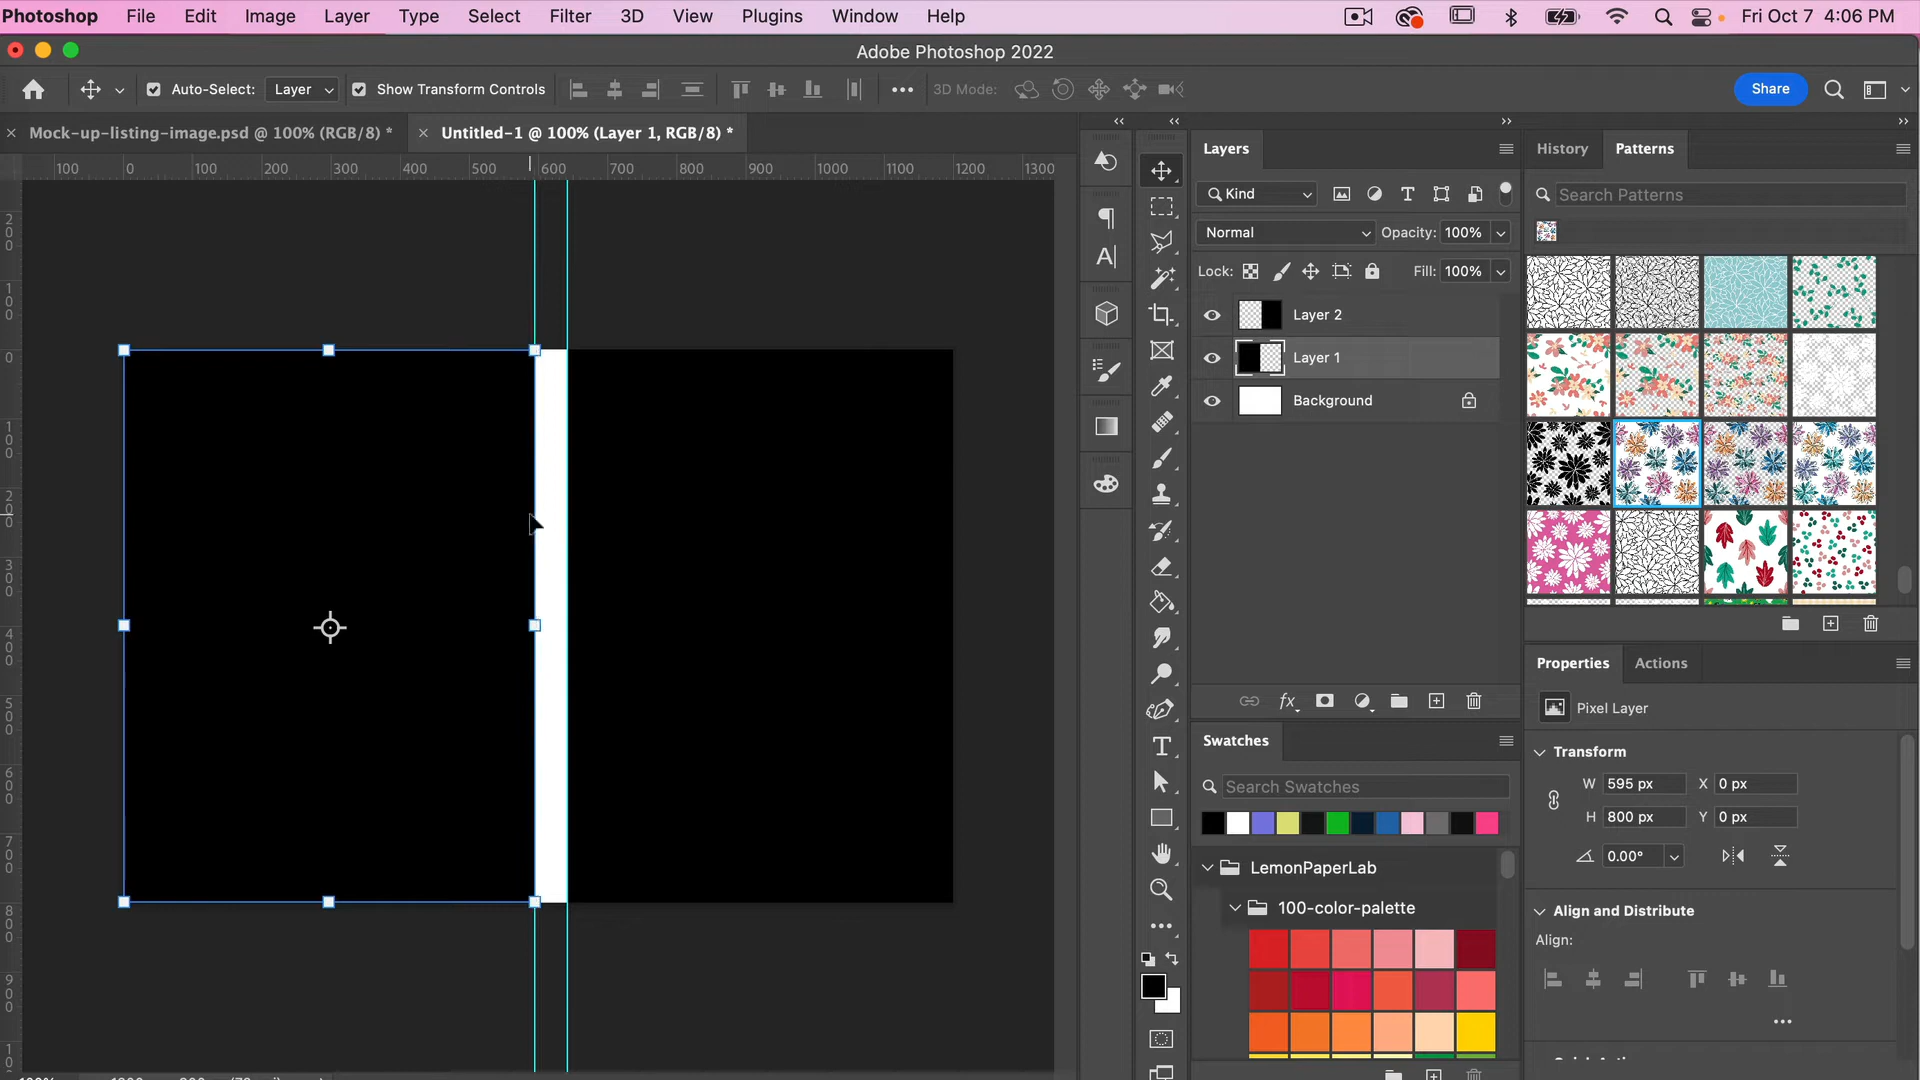 Photoshop File Edit Image Layer Type Select Filter 3D View Plugins Window Help Fri Oct 7 4:06 PM
Adobe Photoshop 2022
Auto-Select: Layer Show Transform Controls ••• 3D Mode: Share
Mock-up-listing-image.psd @ 100% (RGB/8) * Untitled-1 @ 100% (Layer 1, RGB/8) *
100 0 100 200 300 400 500 600 700 800 900 1000 1100 1200 1300
200
100
0
100
200
300
400
500
600
700
800
900
Layers
Kind
Normal Opacity: 100%
Lock: Fill: 100%
Layer 2
Layer 1
Background
fx
Swatches
Search Swatches
LemonPaperLab
100-color-palette
History Patterns
Search Patterns
Properties Actions
Pixel Layer
Transform
W 595 px X 0 px
H 800 px Y 0 px
0.00°
Align and Distribute
Align:
•••